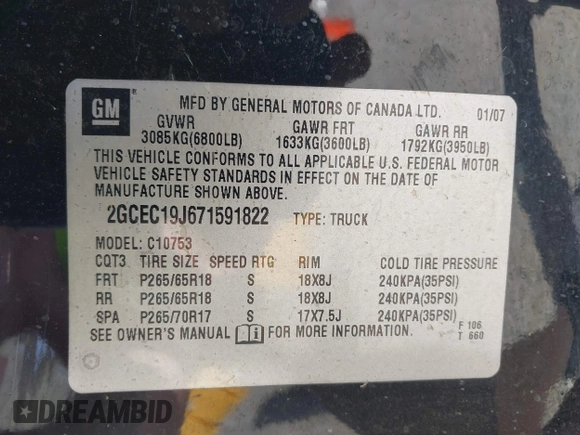 GM
MFD BY GENERAL MOTORS OF CANADA LTD. 01/07
GVWR GAWR FRT GAWR RR
3085KG(6800LB) 1633KG(3600LB) 1792KG(3950LB)
THIS VEHICLE CONFORMS TO ALL APPLICABLE U.S. FEDERAL MOTOR
VEHICLE SAFETY STANDARDS IN EFFECT ON THE DATE OF
MANUFACTURE SHOWN ABOVE.
2GCEC19J671591822 TYPE: TRUCK
MODEL: C10753
CQT3 TIRE SIZE SPEED RTG RIM COLD TIRE PRESSURE
FRT P265/65R18 S 18X8J 240KPA(35PSI)
RR P265/65R18 S 18X8J 240KPA(35PSI)
SPA P265/70R17 S 17X7.5J 240KPA(35PSI)
SEE OWNER'S MANUAL FOR MORE INFORMATION. F 106
T 660
DREAMBID